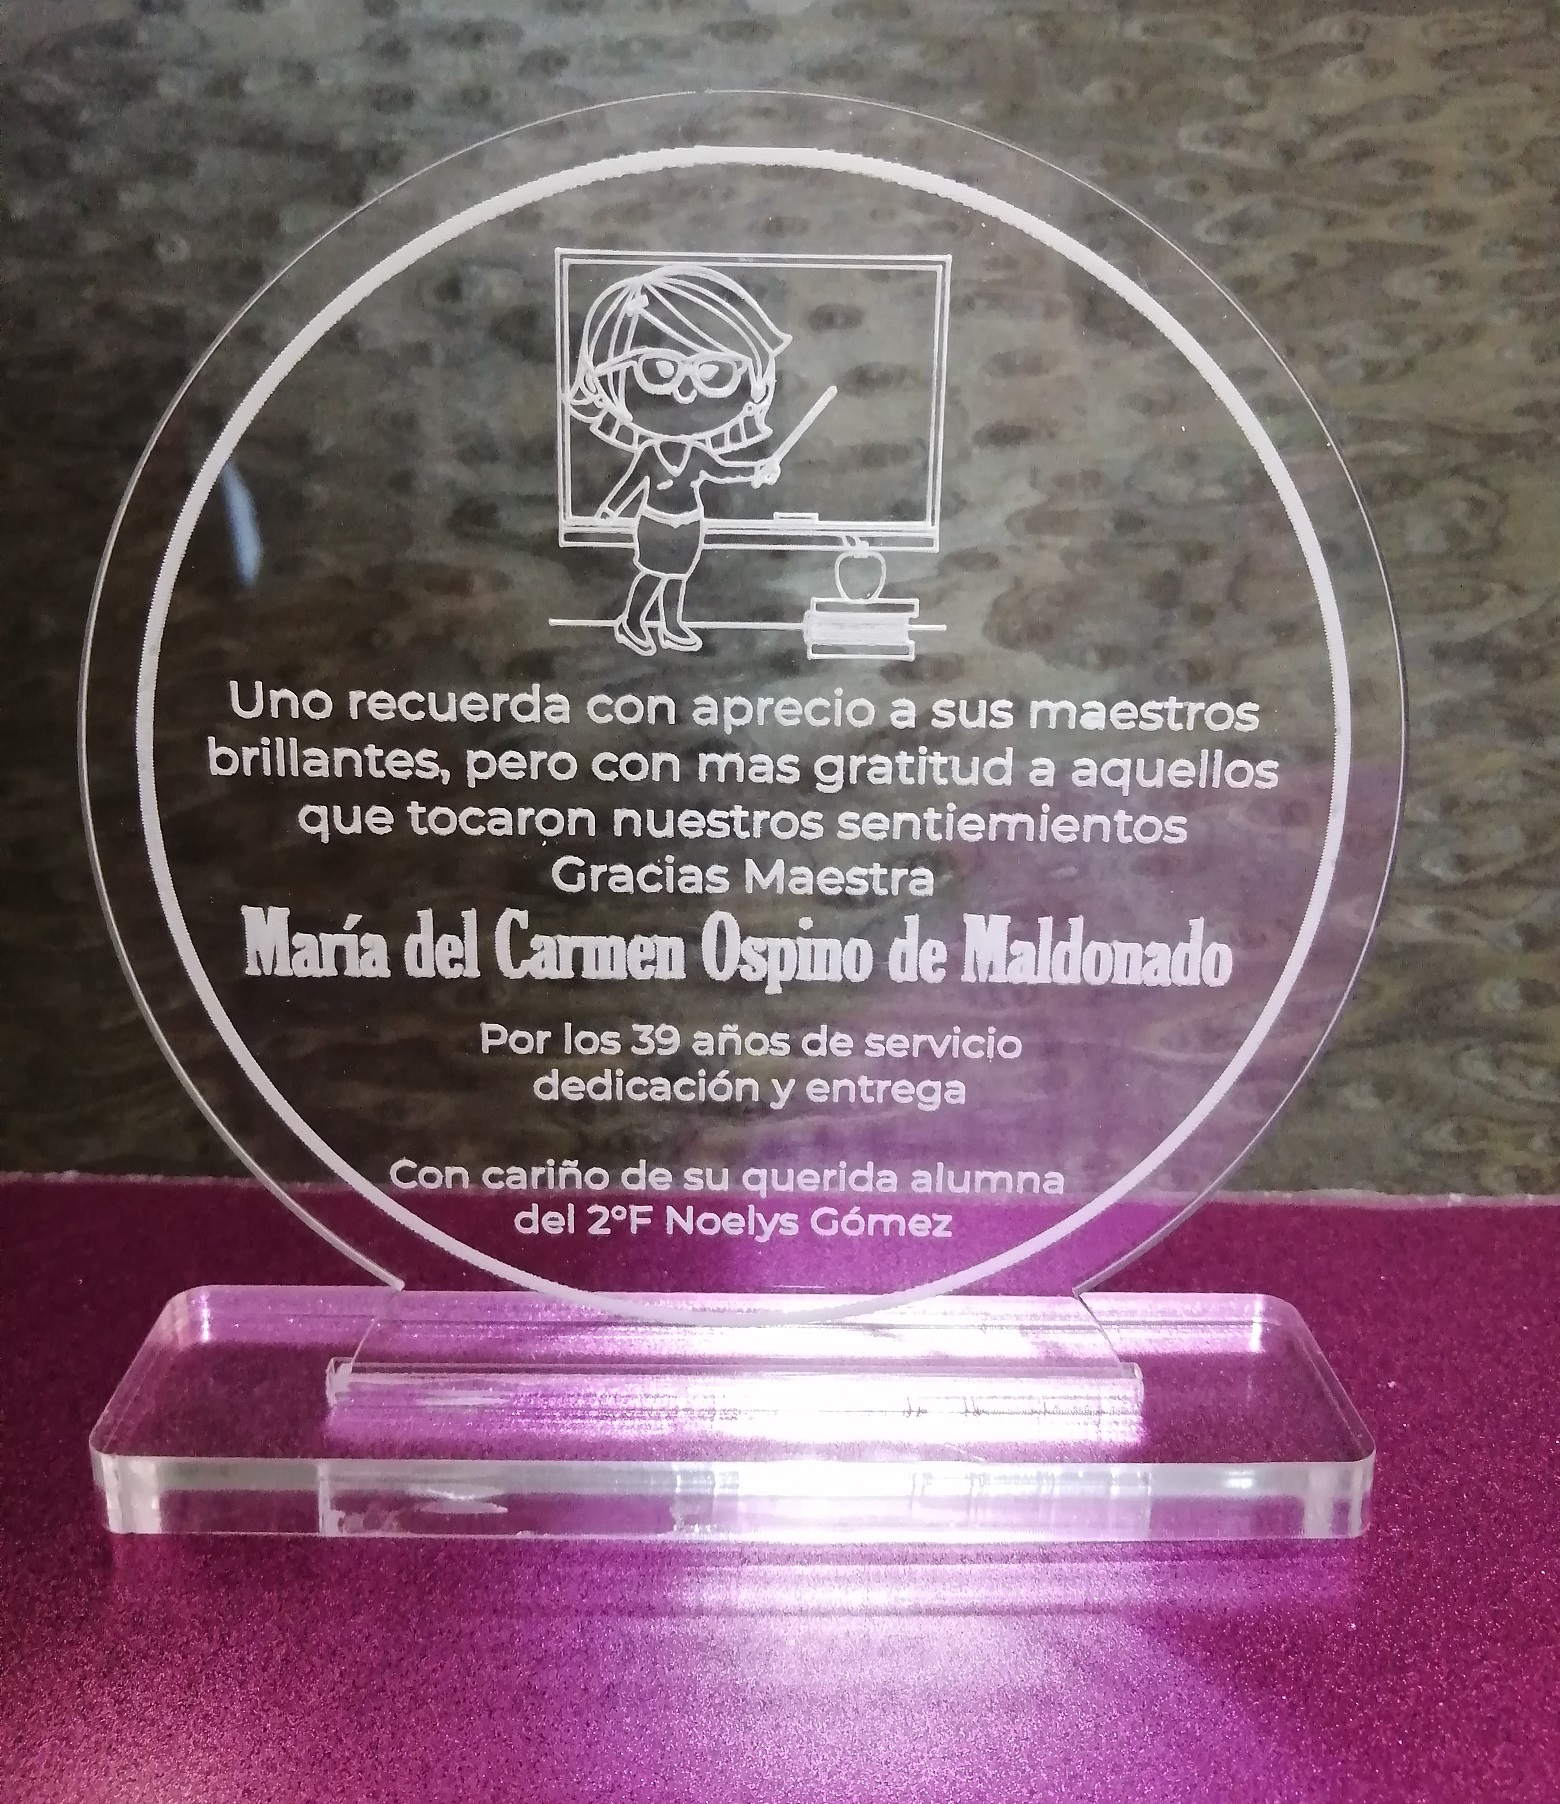 Uno recuerda con aprecio a sus maestros
brillantes, pero con mas gratitud a aquellos
que tocaron nuestros sentiemientos
Gracias Maestra
María del Carmen Ospino de Maldonado
Por los 39 años de servicio
dedicación y entrega
Con cariño de su querida alumna
del 2°F Noelys Gómez